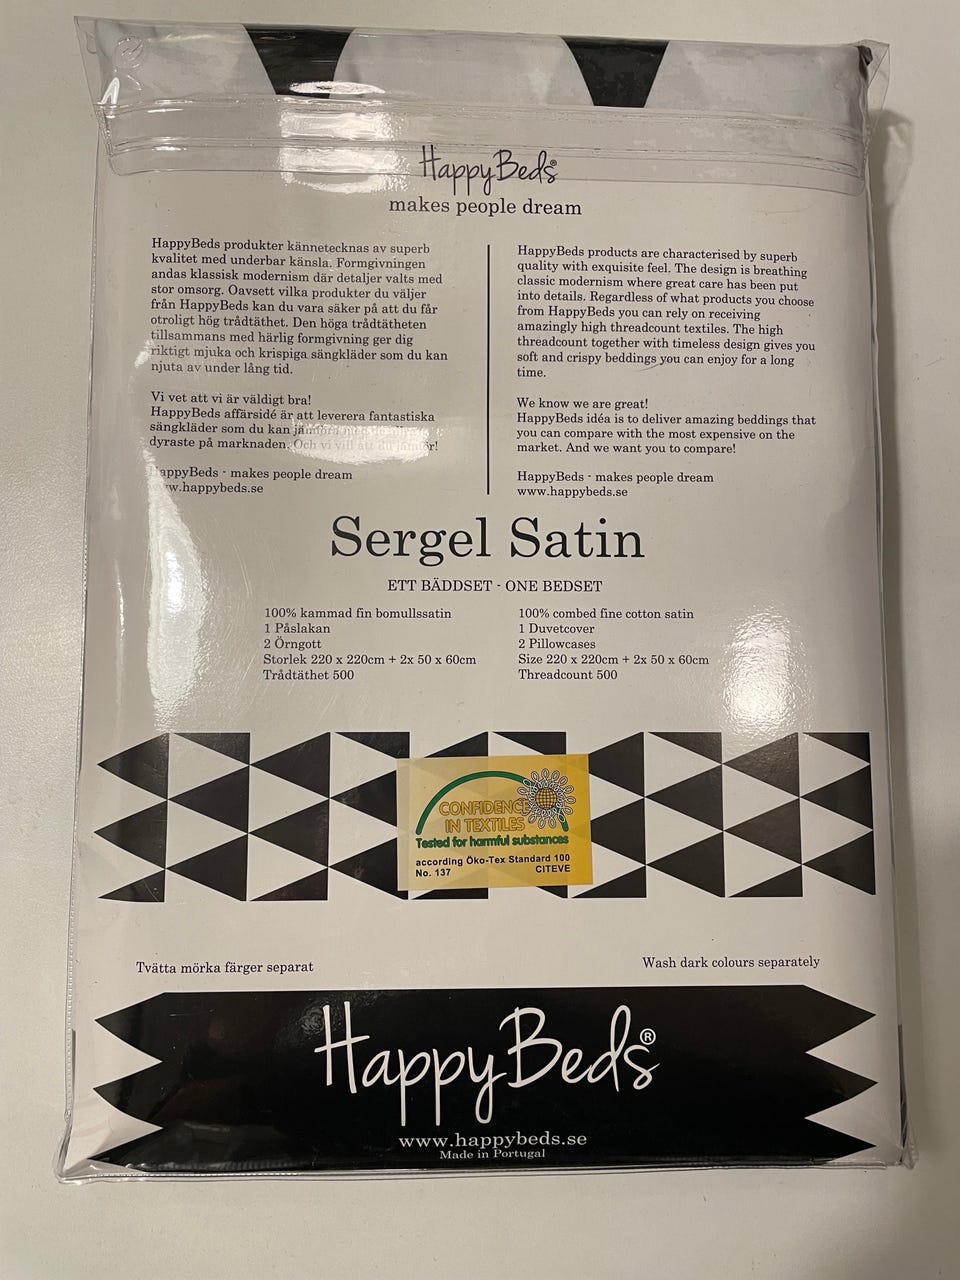 HappyBeds®
makes people dream
HappyBeds produkter kännetecknas av superb
kvalitet med underbar känsla. Formgivningen
andas klassisk modernism där detaljer valts med
stor omsorg. Oavsett vilka produkter du väljer
från HappyBeds kan du vara säker på att du får
otroligt hög trådtäthet. Den höga trådtätheten
tillsammans med härlig formgivning ger dig
riktigt mjuka och krispiga sängkläder som du kan
njuta av under lång tid.
Vi vet att vi är väldigt bra!
HappyBeds affärsidé är att leverera fantastiska
sängkläder som du kan
dyraste på marknaden. Och vi vill att du jämför!
HappyBeds - makes people dream
www.happybeds.se
HappyBeds products are characterised by superb
quality with exquisite feel. The design is breathing
classic modernism where great care has been put
into details. Regardless of what products you choose
from HappyBeds you can rely on receiving
amazingly high threadcount textiles. The high
threadcount together with timeless design gives you
soft and crispy beddings you can enjoy for a long
time.
We know we are great!
HappyBeds idéa is to deliver amazing beddings that
you can compare with the most expensive on the
market. And we want you to compare!
HappyBeds - makes people dream
www.happybeds.se
Sergel Satin
ETT BÄDDSET - ONE BEDSET
100% kammad fin bomullssatin
1 Påslakan
2 Örngott
Storlek 220 x 220cm + 2x 50 x 60cm
Trådtäthet 500
100% combed fine cotton satin
1 Duvetcover
2 Pillowcases
Size 220 x 220cm + 2x 50 x 60cm
Threadcount 500
CONFIDENCE
IN TEXTILES
Tested for harmful substances
according Öko-Tex Standard 100
No. 137 CITEVE
Tvätta mörka färger separat
Wash dark colours separately
HappyBeds®
www.happybeds.se
Made in Portugal